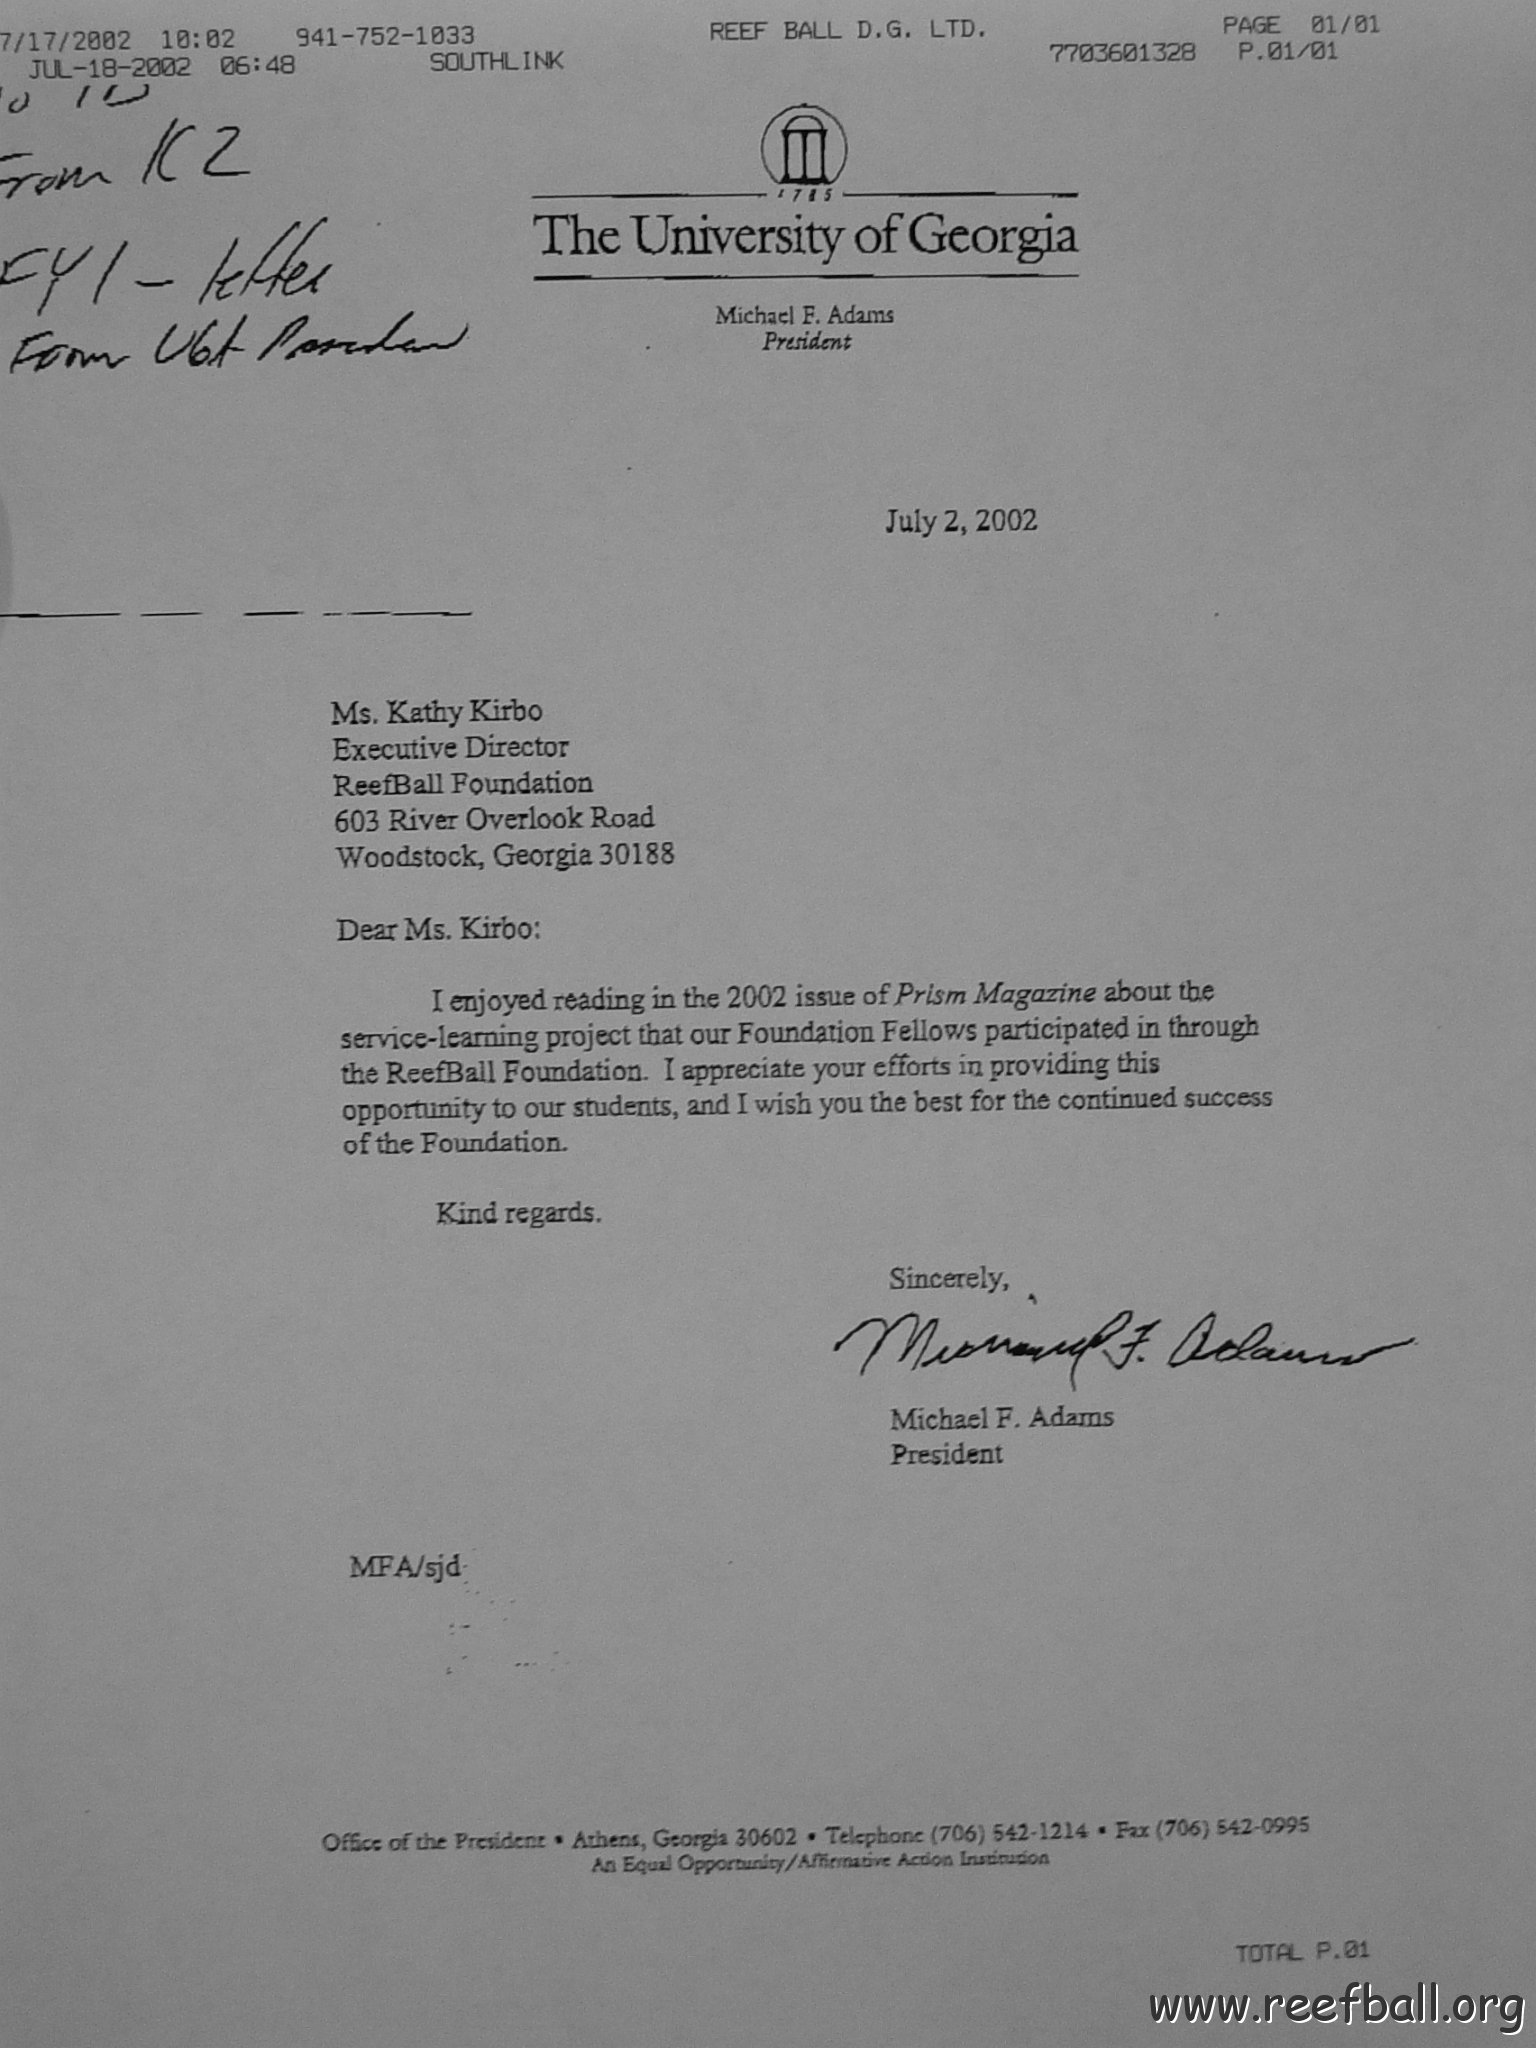 7/17/2002 10:02 941-752-1033 REEF BALL D.G. LTD. PAGE 01/01
JUL-18-2002 06:48 SOUTHLINK 7703601328 P.01/01
From K2
FYI - letter
From UGA President
1785
The University of Georgia
Michael F. Adams
President
July 2, 2002
Ms. Kathy Kirbo
Executive Director
ReefBall Foundation
603 River Overlook Road
Woodstock, Georgia 30188
Dear Ms. Kirbo:
I enjoyed reading in the 2002 issue of Prism Magazine about the
service-learning project that our Foundation Fellows participated in through
the ReefBall Foundation. I appreciate your efforts in providing this
opportunity to our students, and I wish you the best for the continued success
of the Foundation.
Kind regards.
Sincerely,
Michael F. Adams
Michael F. Adams
President
MFA/sjd
Office of the President • Athens, Georgia 30602 • Telephone (706) 542-1214 • Fax (706) 542-0995
An Equal Opportunity/Affirmative Action Institution
TOTAL P.01
www.reefball.org